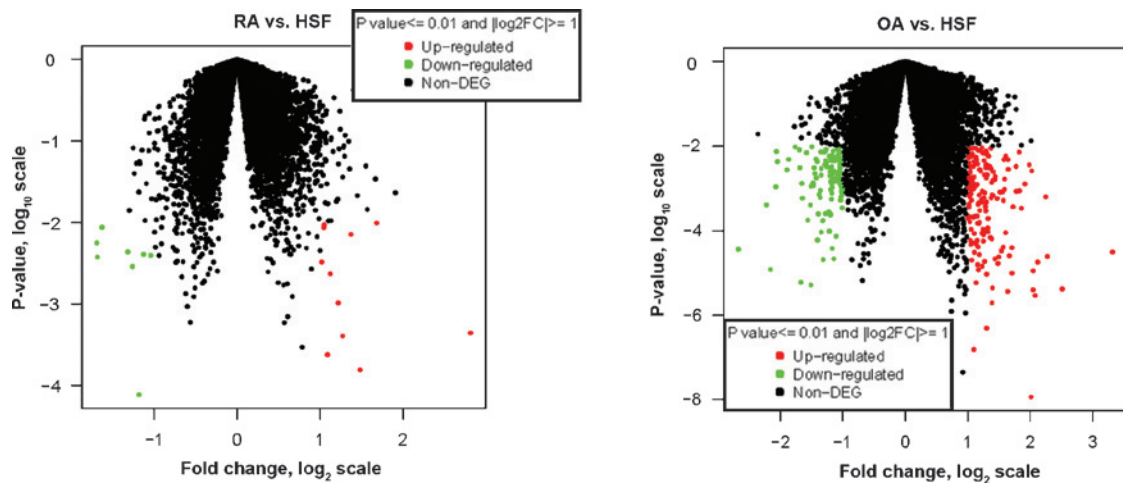 RA vs. HSF
P value<= 0.01 and |log2FC|>= 1
Up-regulated
Down-regulated
Non-DEG
0
−1
−2
−3
−4
P-value, log10 scale
−1
0
1
2
Fold change, log2 scale
OA vs. HSF
0
−2
−4
−6
−8
P-value, log10 scale
P value<= 0.01 and |log2FC|>= 1
Up-regulated
Down-regulated
Non-DEG
−2
−1
0
1
2
3
Fold change, log2 scale